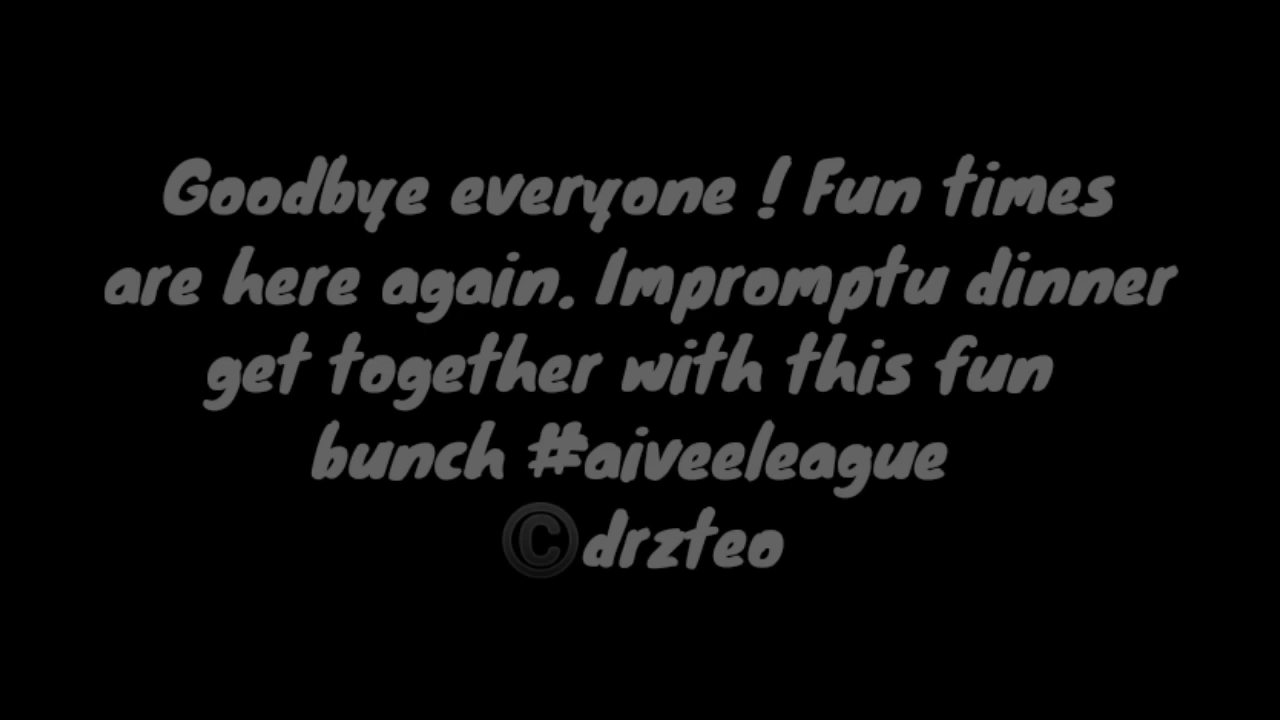 Goodbye everyone ! Fun times
are here again. Impromptu dinner
get together with this fun
bunch #aiveeleague
©drzteo